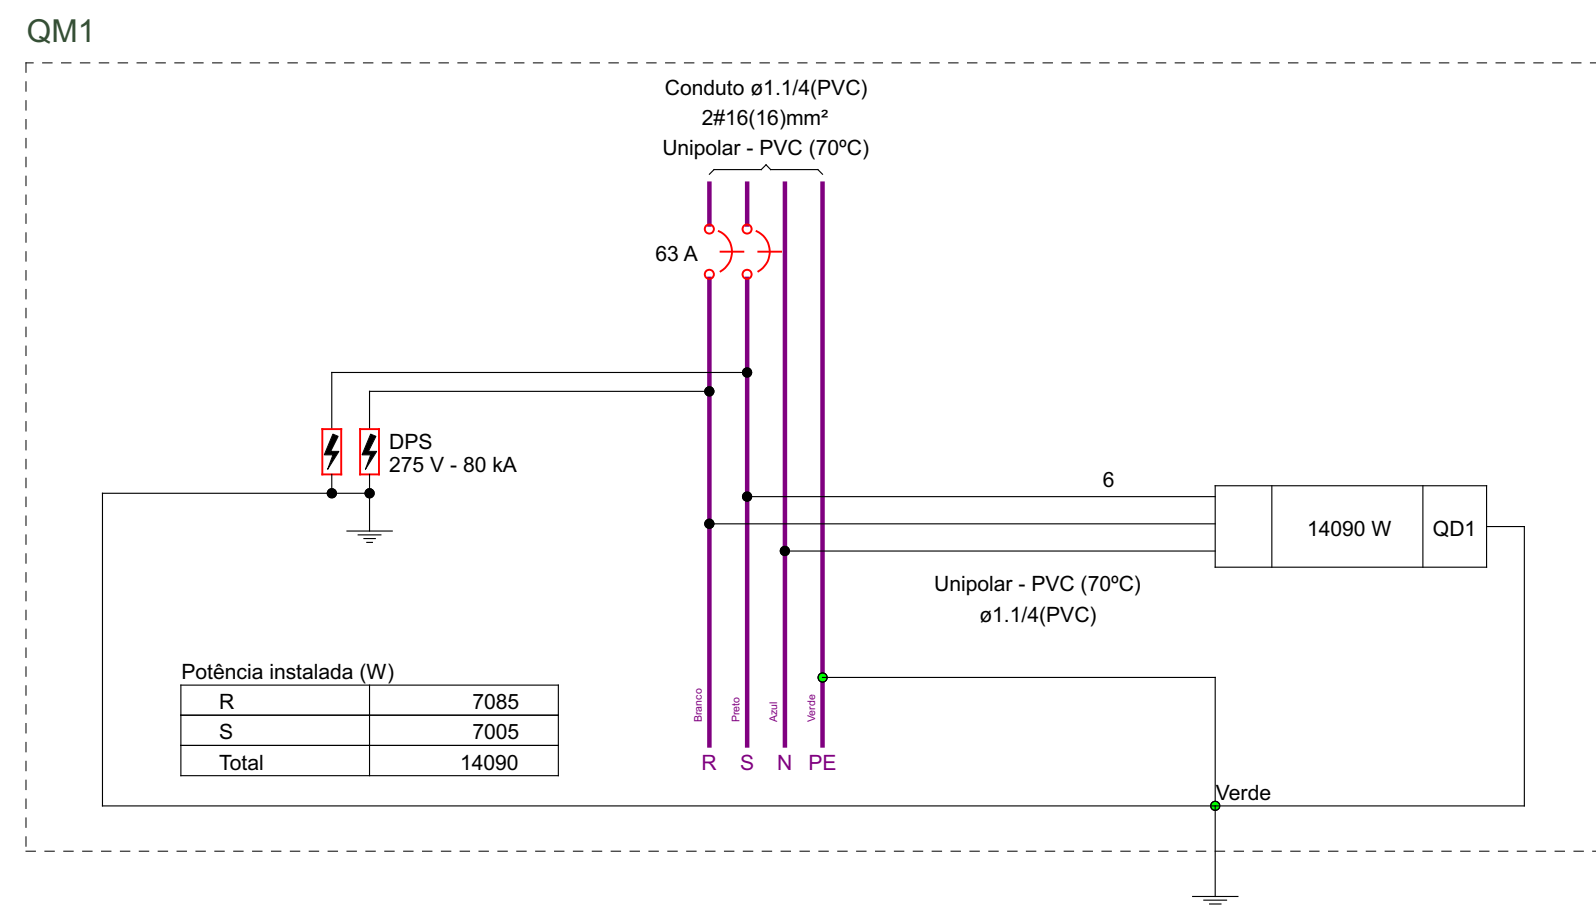 QM1
Conduto ø1.1/4(PVC)
2#16(16)mm²
Unipolar - PVC (70ºC)
63 A
DPS
275 V - 80 kA
6
14090 W
QD1
Unipolar - PVC (70ºC)
ø1.1/4(PVC)
Potência instalada (W)
R 7085
S 7005
Total 14090
Branco
Preto
Azul
Verde
R S N PE
Verde